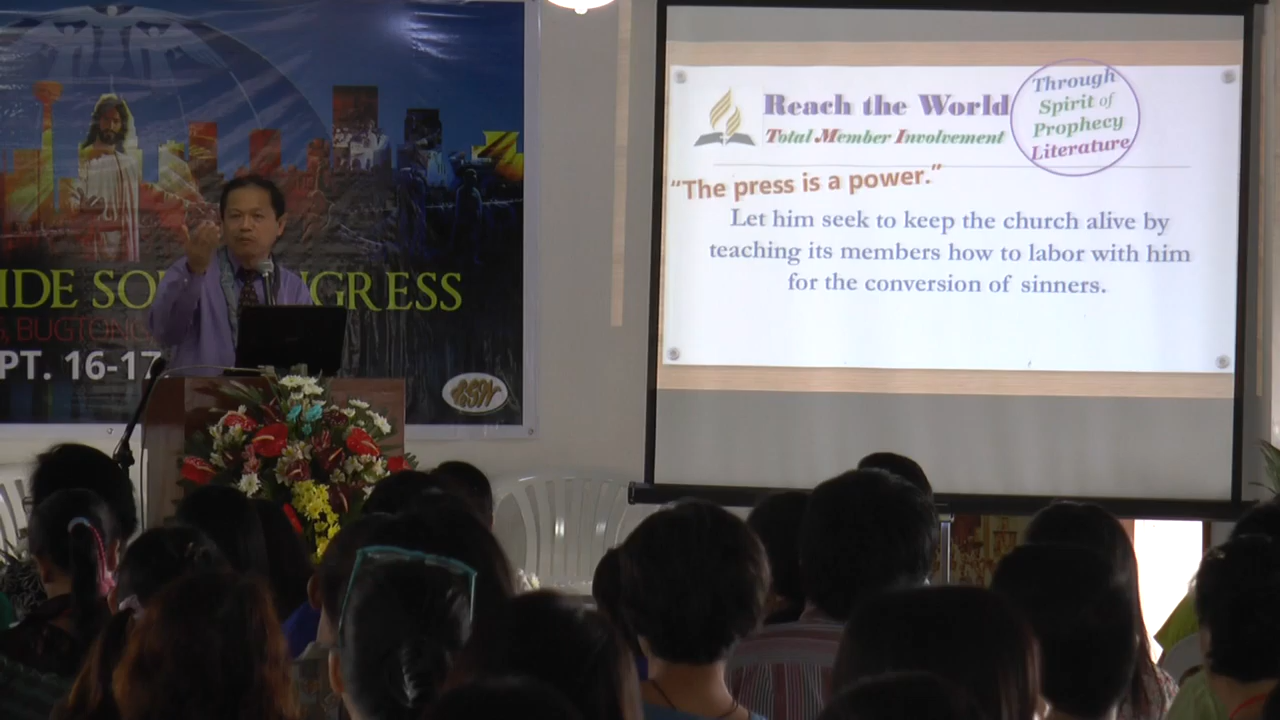 IDE SO GRESS
BUGTONG
PT. 16-17
Reach the World
Total Member Involvement
Through
Spirit of
Prophecy
Literature
"The press is a power."
Let him seek to keep the church alive by
teaching its members how to labor with him
for the conversion of sinners.